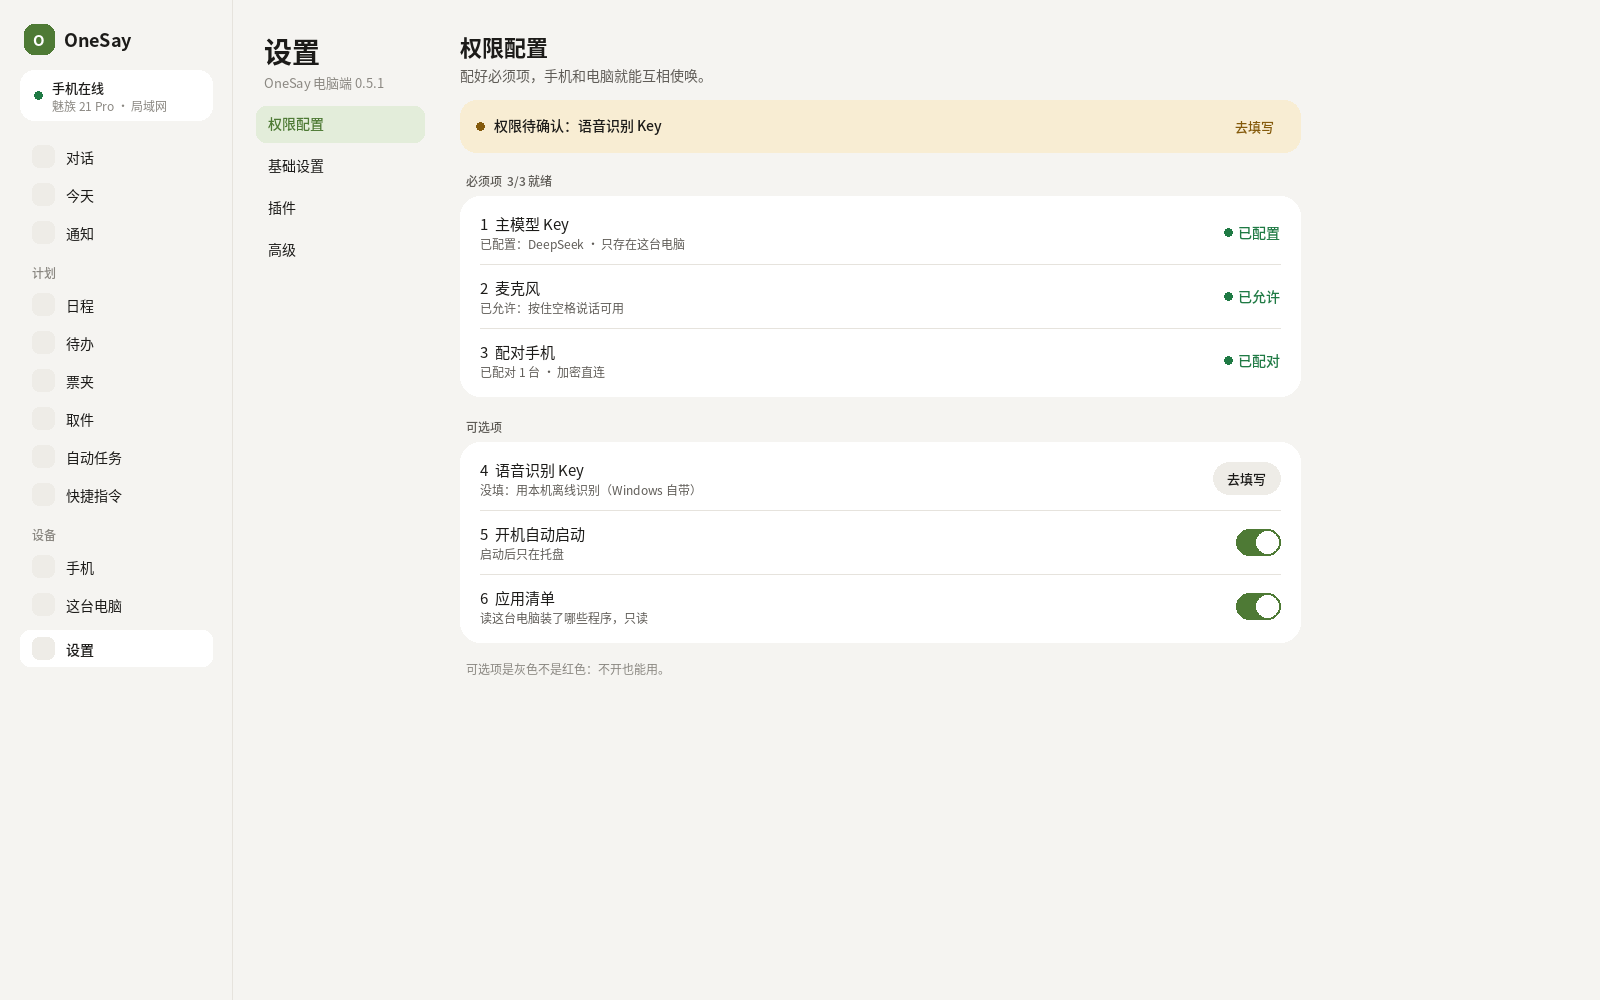 O OneSay
手机在线
魅族 21 Pro · 局域网
对话
今天
通知
计划
日程
待办
票夹
取件
自动任务
快捷指令
设备
手机
这台电脑
设置
设置
OneSay 电脑端 0.5.1
权限配置
基础设置
插件
高级
权限配置
配好必须项，手机和电脑就能互相使唤。
权限待确认：语音识别 Key 去填写
必须项 3/3 就绪
1 主模型 Key
已配置：DeepSeek · 只存在这台电脑
已配置
2 麦克风
已允许：按住空格说话可用
已允许
3 配对手机
已配对 1 台 · 加密直连
已配对
可选项
4 语音识别 Key
没填：用本机离线识别（Windows 自带）
去填写
5 开机自动启动
启动后只在托盘
6 应用清单
读这台电脑装了哪些程序，只读
可选项是灰色不是红色：不开也能用。